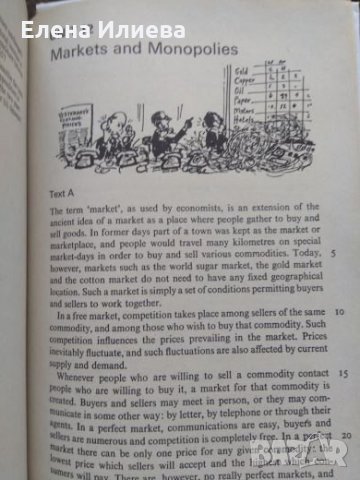 Елена Илиева
2
Markets and Monopolies
YESTERDAY'S
PRICES
Gold
Copper
Oil
Paper
Motors
Hotels
Text A
The term 'market', as used by economists, is an extension of the
ancient idea of a market as a place where people gather to buy and
sell goods. In former days part of a town was kept as the market or
marketplace, and people would travel many kilometres on special
market-days in order to buy and sell various commodities. Today, 5
however, markets such as the world sugar market, the gold market
and the cotton market do not need to have any fixed geographical
location. Such a market is simply a set of conditions permitting buyers
and sellers to work together.
In a free market, competition takes place among sellers of the same 10
commodity, and among those who wish to buy that commodity. Such
competition influences the prices prevailing in the market. Prices
inevitably fluctuate, and such fluctuations are also affected by current
supply and demand.
Whenever people who are willing to sell a commodity contact 15
people who are willing to buy it, a market for that commodity is
created. Buyers and sellers may meet in person, or they may com-
municate in some other way: by letter, by telephone or through their
agents. In a perfect market, communications are easy, buyers and
sellers are numerous and competition is completely free. In a perfect
market there can be only one price for any given commodity: the
lowest price which sellers will accept and the highest which
sumers will pay. There are, however, no really perfect markets, and
BAZAR